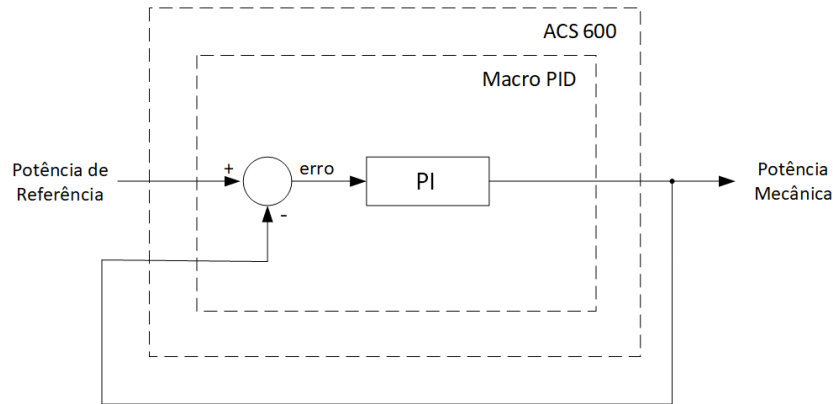 ACS 600
Macro PID
Potência de
Referência
+
erro
PI
-
Potência
Mecânica